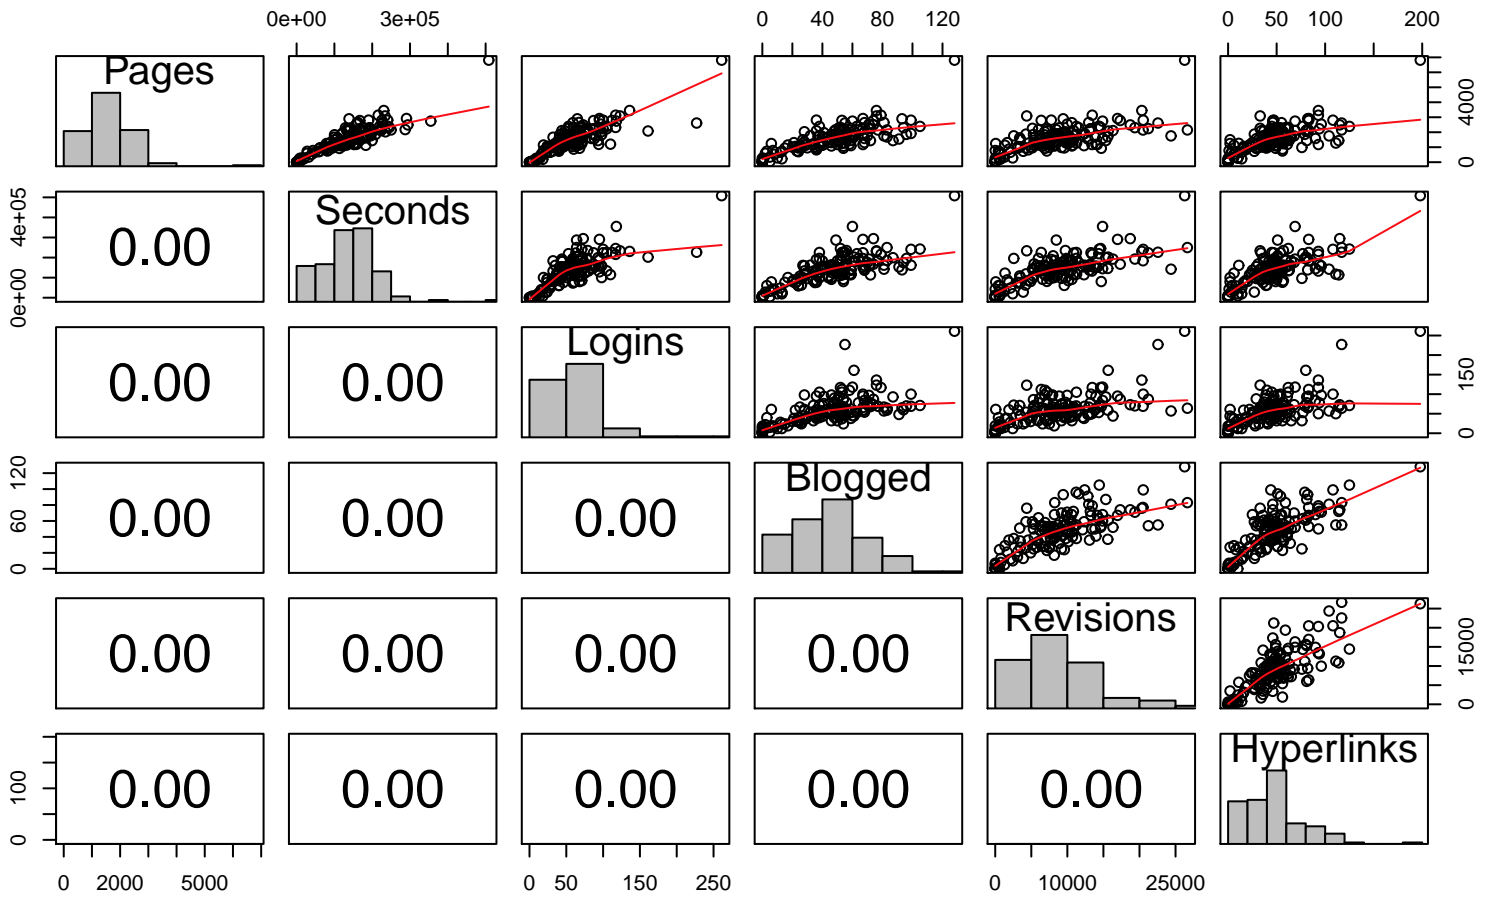 0e+00 3e+05 0 40 80 120 0 50 100 200
Pages
0 4000
Seconds
0e+00 4e+05
0.00
Logins
0 150
0.00 0.00
Blogged
0 60 120
0.00 0.00 0.00
Revisions
0 15000
0.00 0.00 0.00 0.00
Hyperlinks
0 100
0.00 0.00 0.00 0.00 0.00
0 2000 5000 0 50 150 250 0 10000 25000